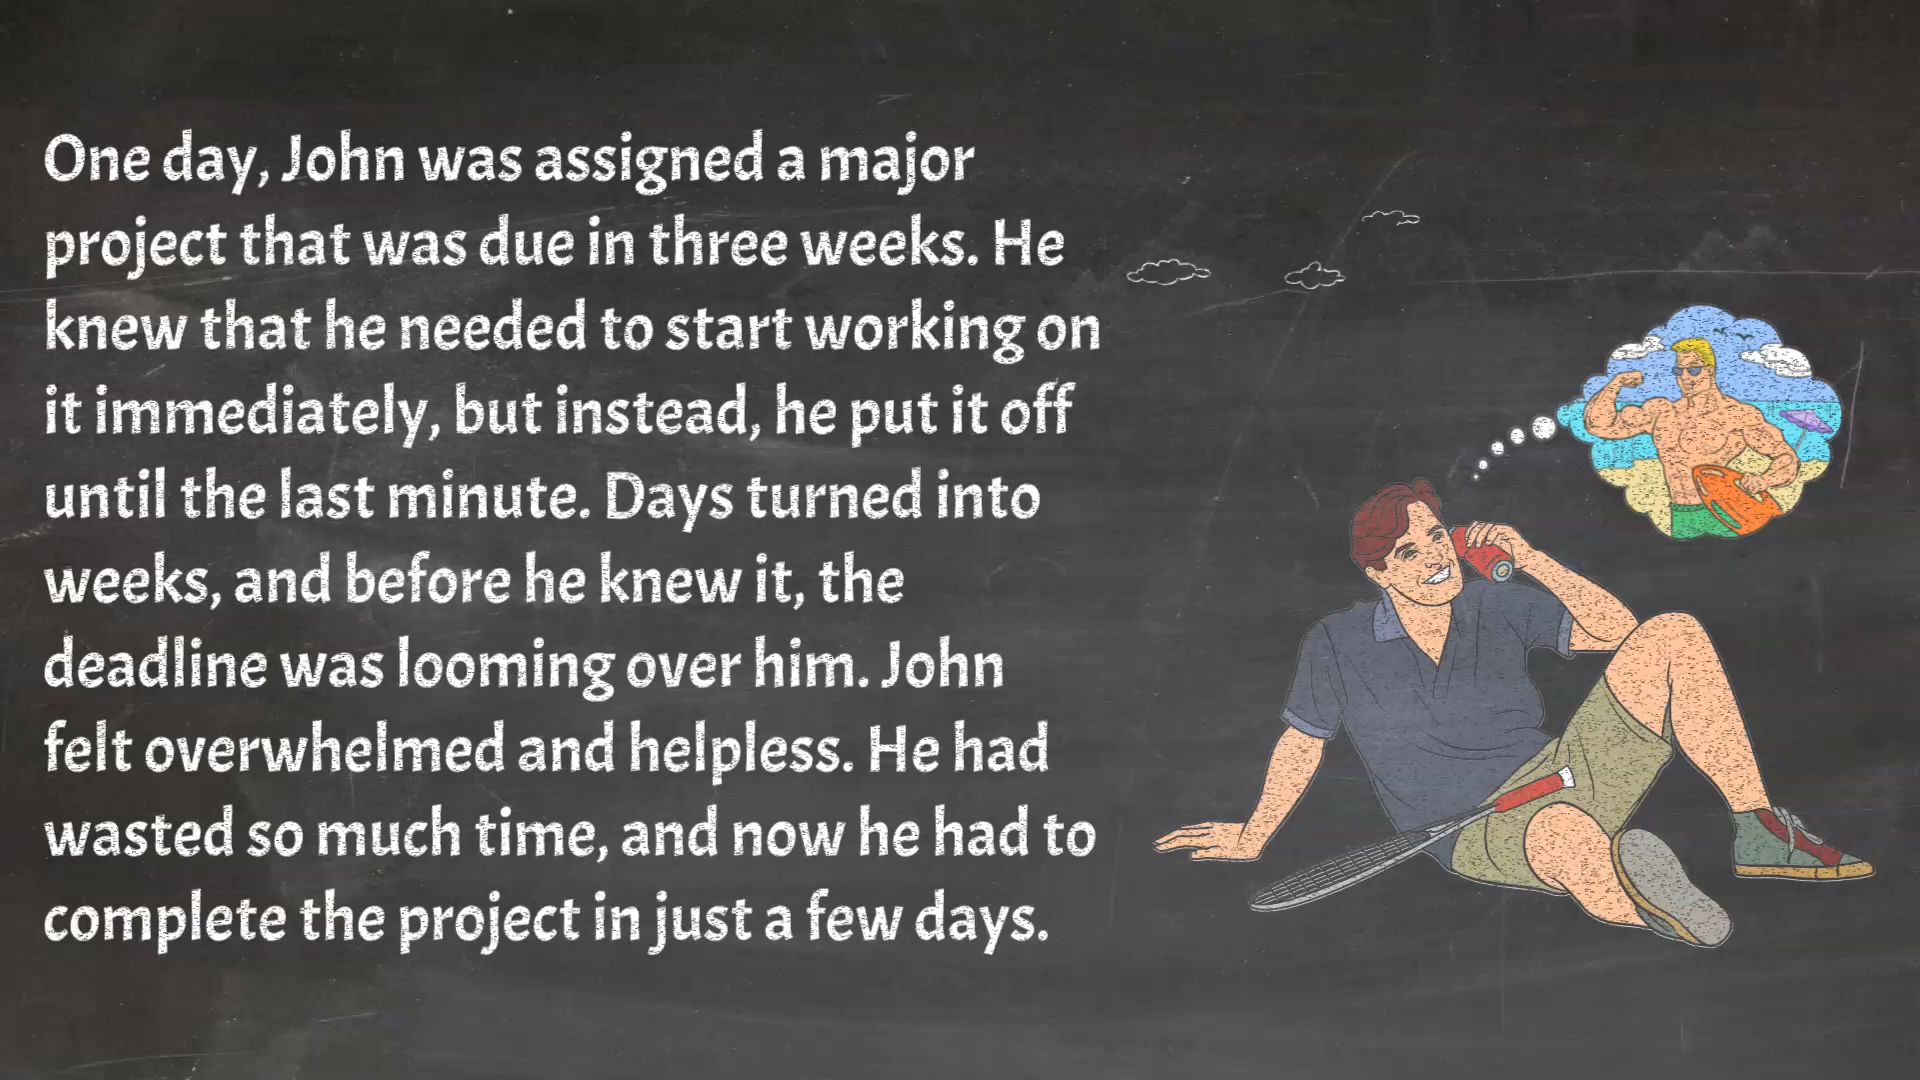 One day, John was assigned a major
project that was due in three weeks. He
knew that he needed to start working on
it immediately, but instead, he put it off
until the last minute. Days turned into
weeks, and before he knew it, the
deadline was looming over him. John
felt overwhelmed and helpless. He had
wasted so much time, and now he had to
complete the project in just a few days.